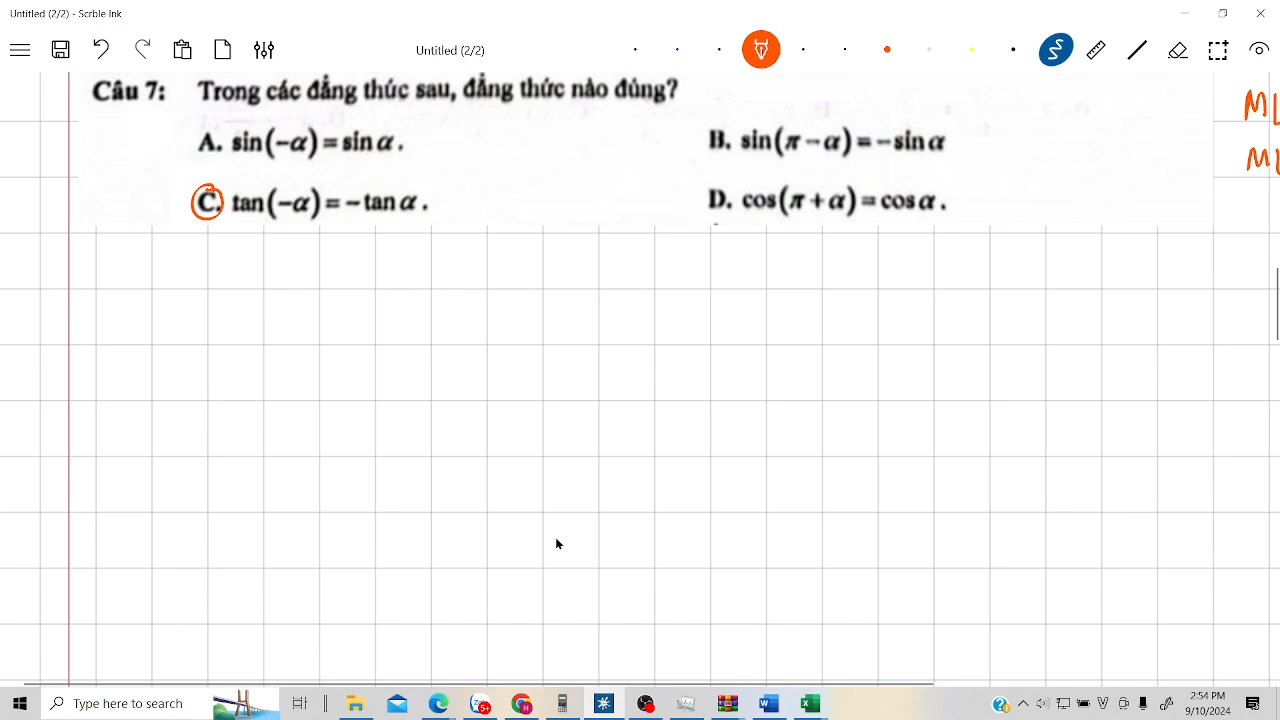 Untitled (2/2) - Scrble Ink
Untitled (2/2)
Câu 7: Trong các đẳng thức sau, đẳng thức nào đúng?
A. sin(-α) = sin α.
B. sin(π - α) = -sin α
C. tan(-α) = -tan α.
D. cos(π + α) = cos α.
Type here to search
5+
2:54 PM
9/10/2024